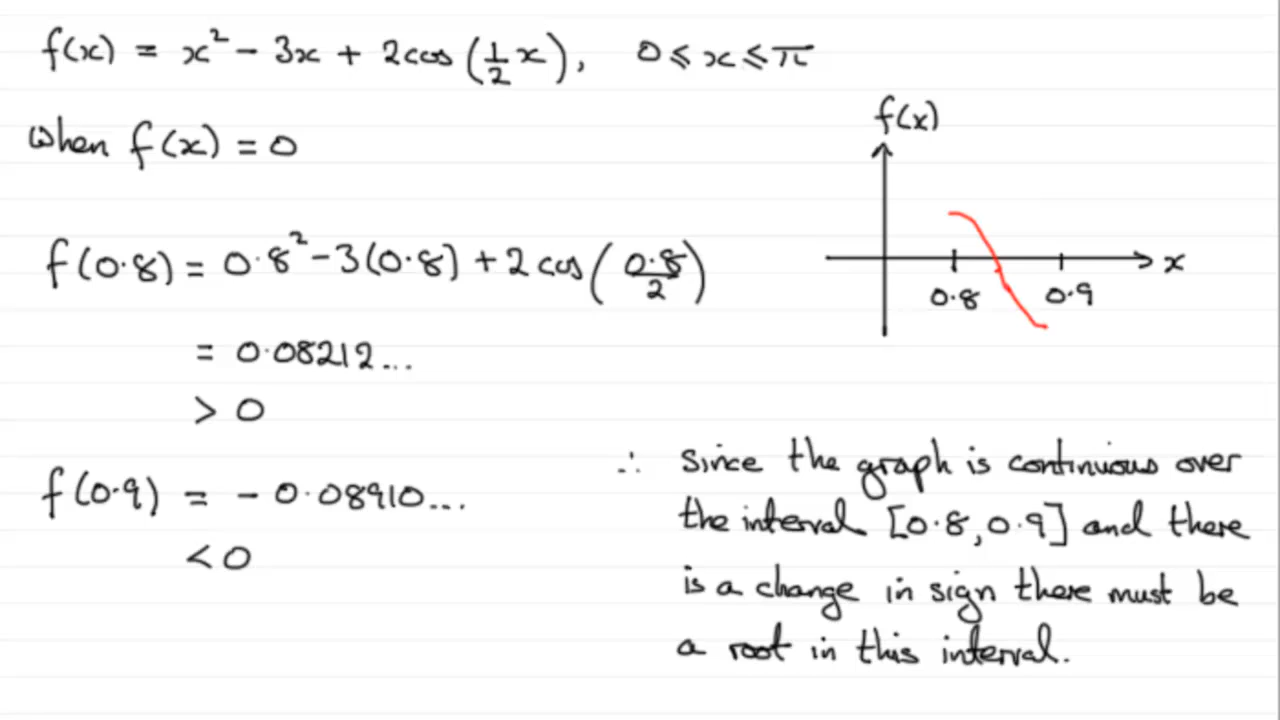 f(x) = x² - 3x + 2cos(½x), 0 ≤ x ≤ π
when f(x) = 0
f(0.8) = 0.8² - 3(0.8) + 2cos(0.8/2)
= 0.08212...
> 0
f(0.9) = - 0.08910...
< 0
f(x)
x
0.8 0.9
∴ since the graph is continuous over
the interval [0.8, 0.9] and there
is a change in sign there must be
a root in this interval.